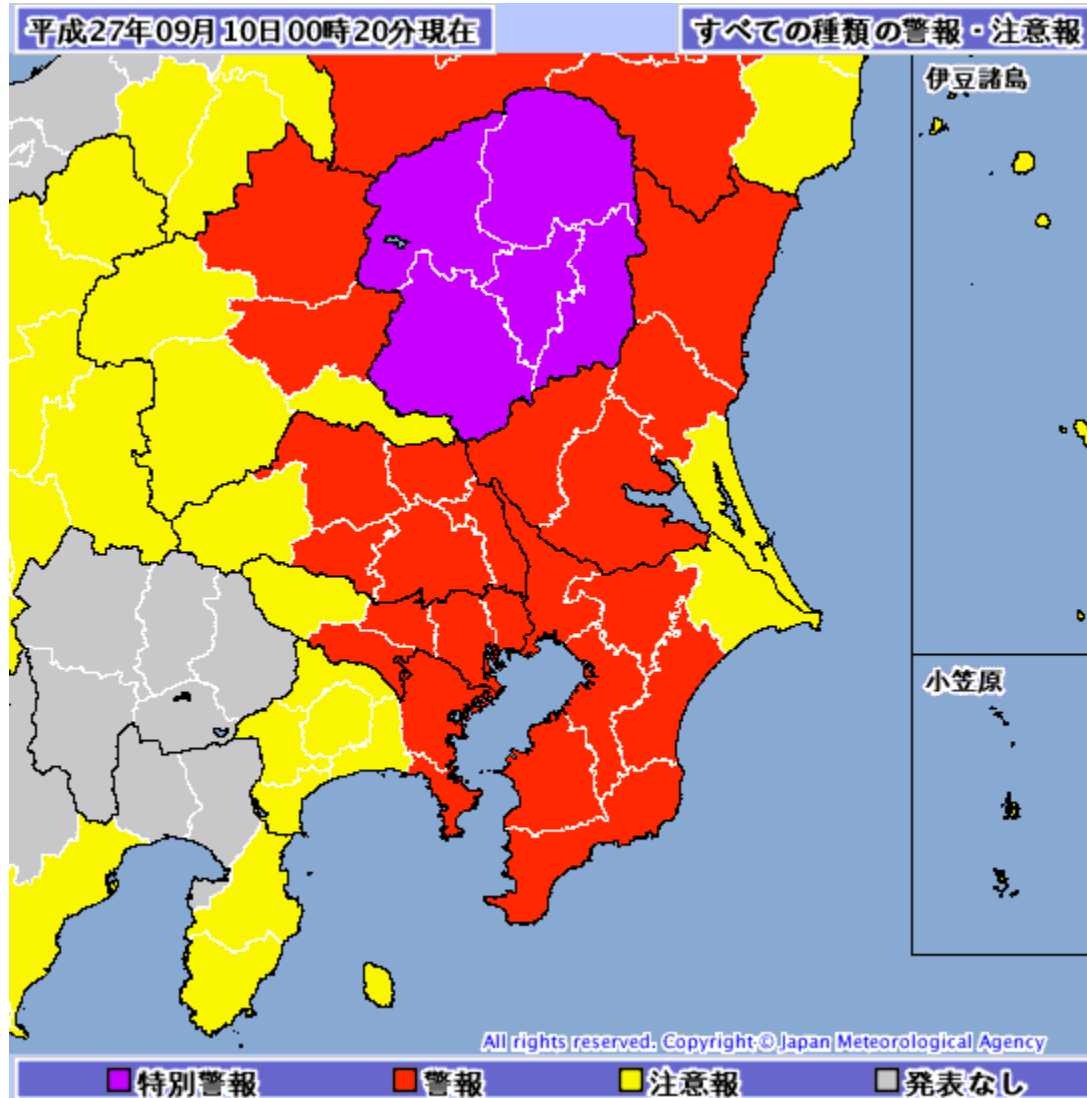 平成27年09月10日00時20分現在
すべての種類の警報・注意報
伊豆諸島
小笠原
All rights reserved. Copyright © Japan Meteorological Agency
特別警報
警報
注意報
発表なし